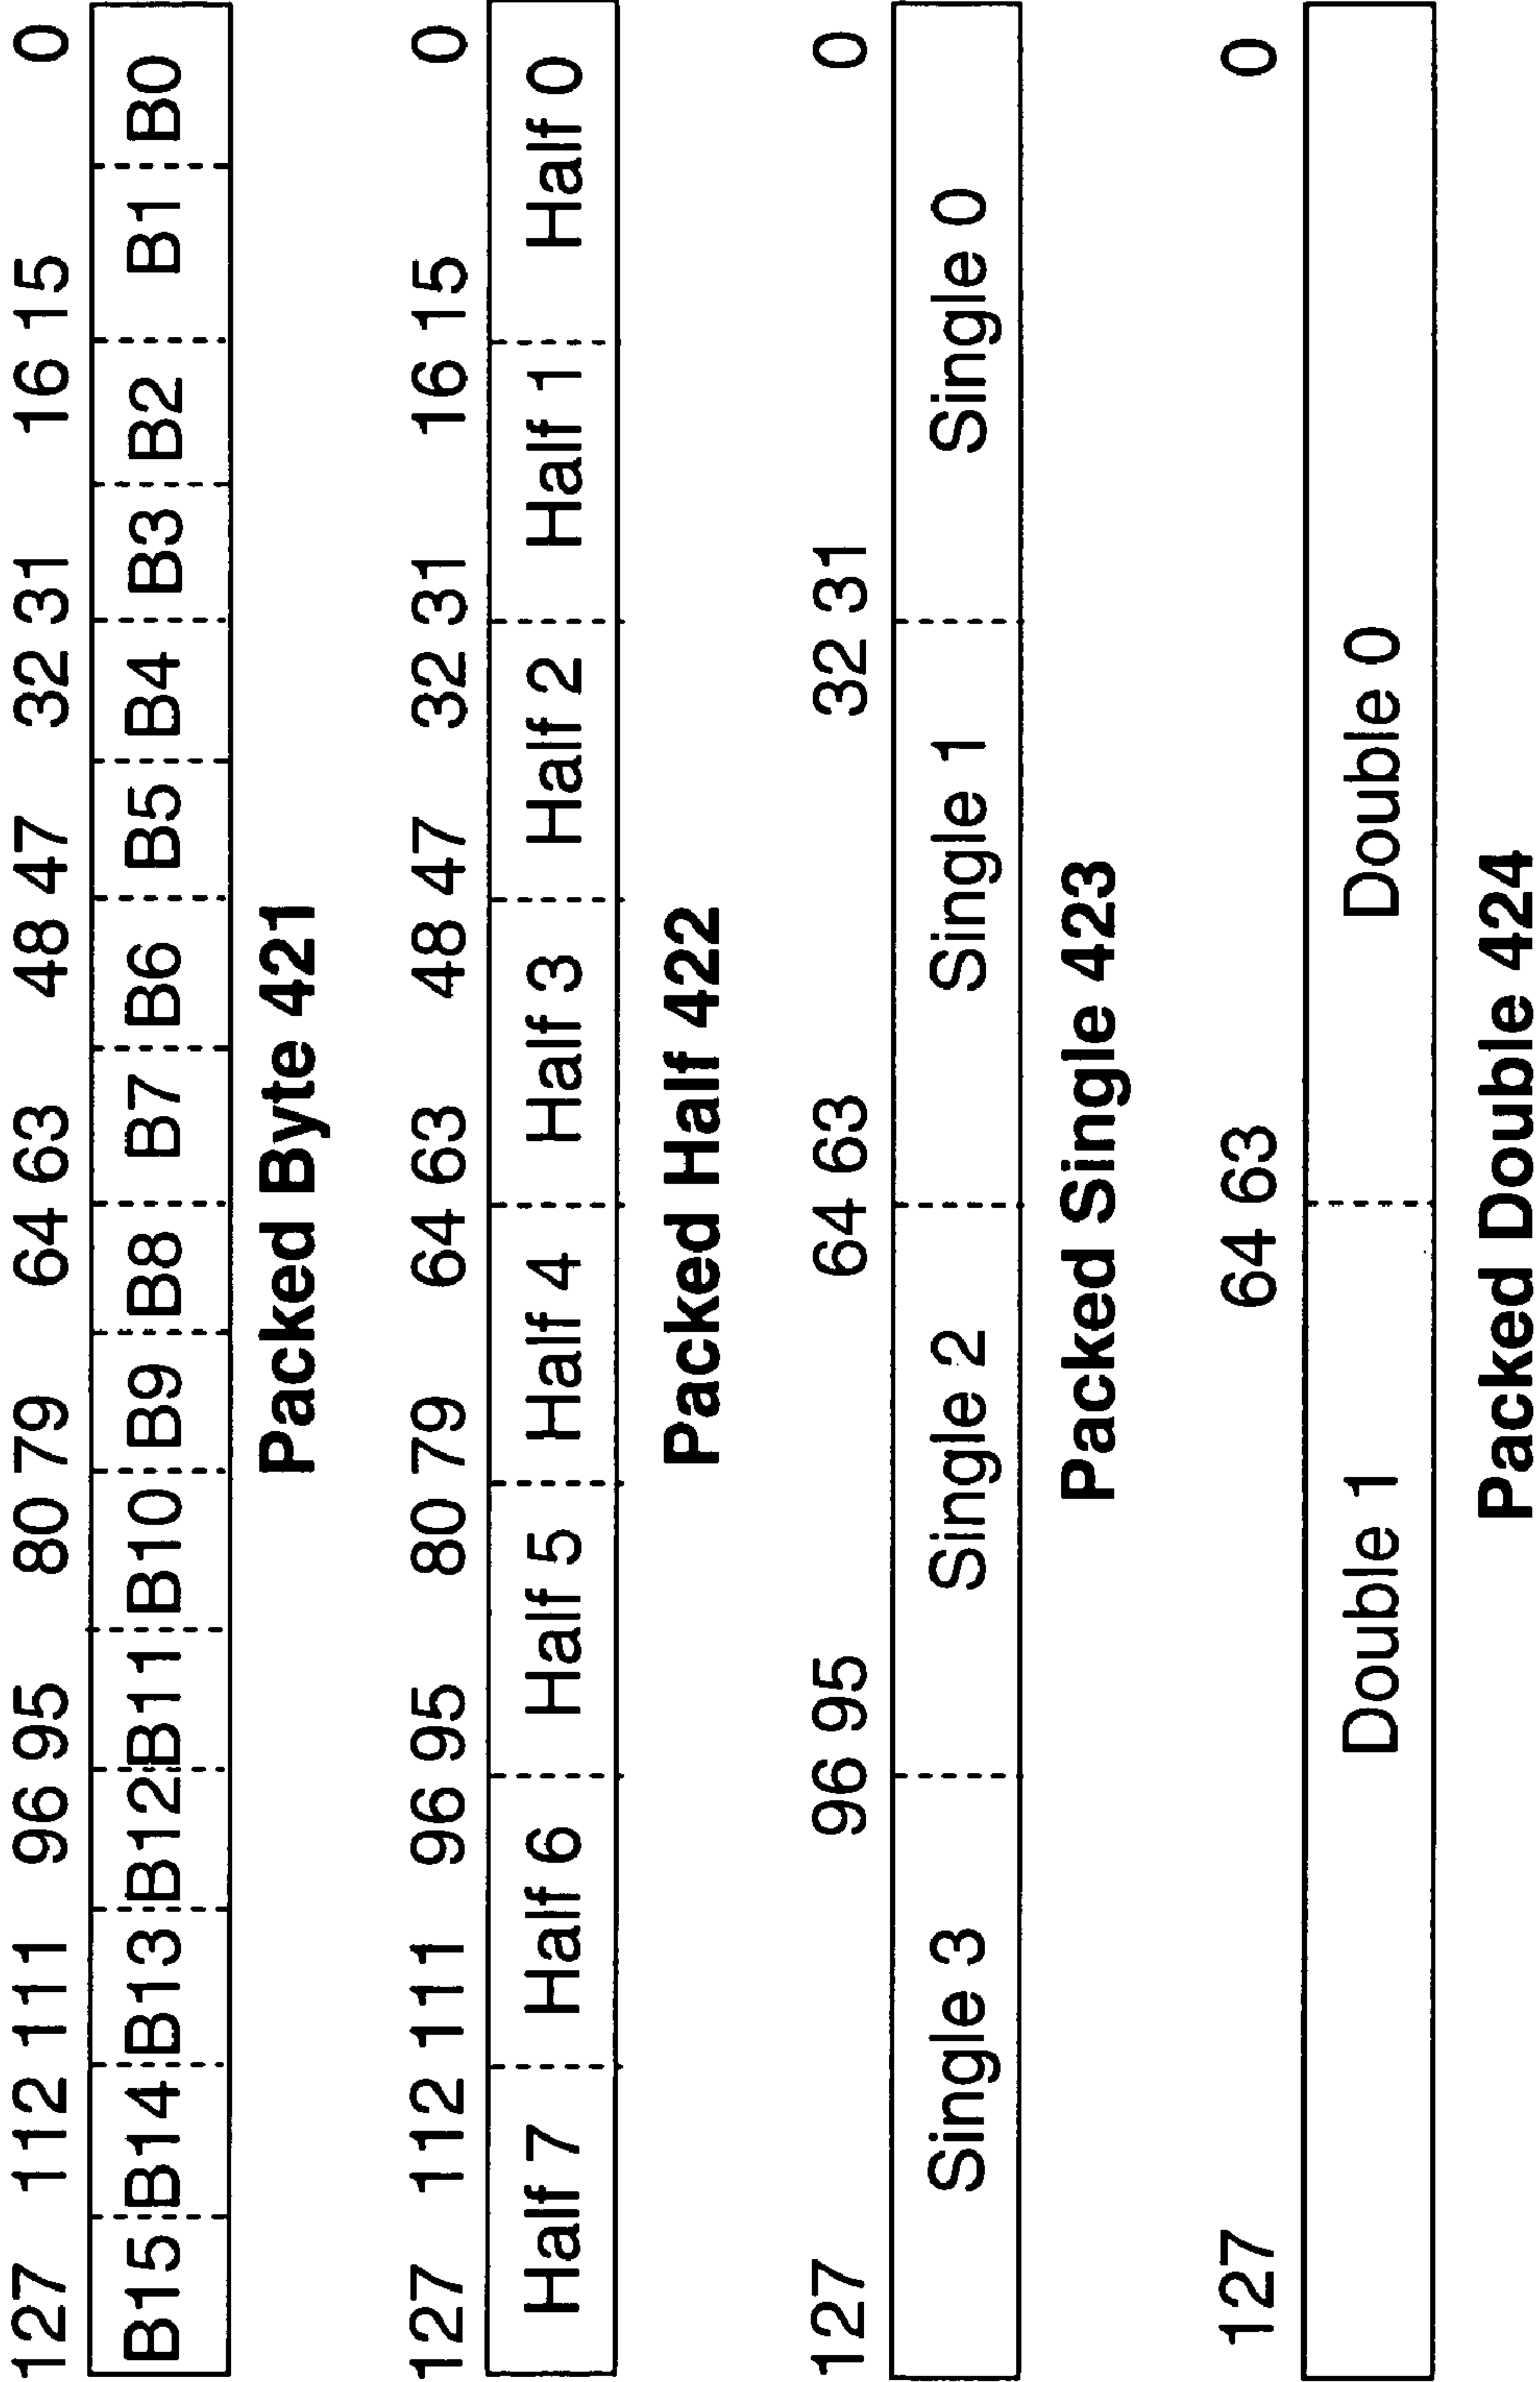 127 112 111 96 95 80 79 64 63 48 47 32 31 16 15 0
B15 B14 B13 B12 B11 B10 B9 B8 B7 B6 B5 B4 B3 B2 B1 B0
Packed Byte 421
127 112 111 96 95 80 79 64 63 48 47 32 31 16 15 0
Half 7 Half 6 Half 5 Half 4 Half 3 Half 2 Half 1 Half 0
Packed Half 422
127 96 95 64 63 32 31 0
Single 3 Single 2 Single 1 Single 0
Packed Single 423
127 64 63 0
Double 1 Double 0
Packed Double 424